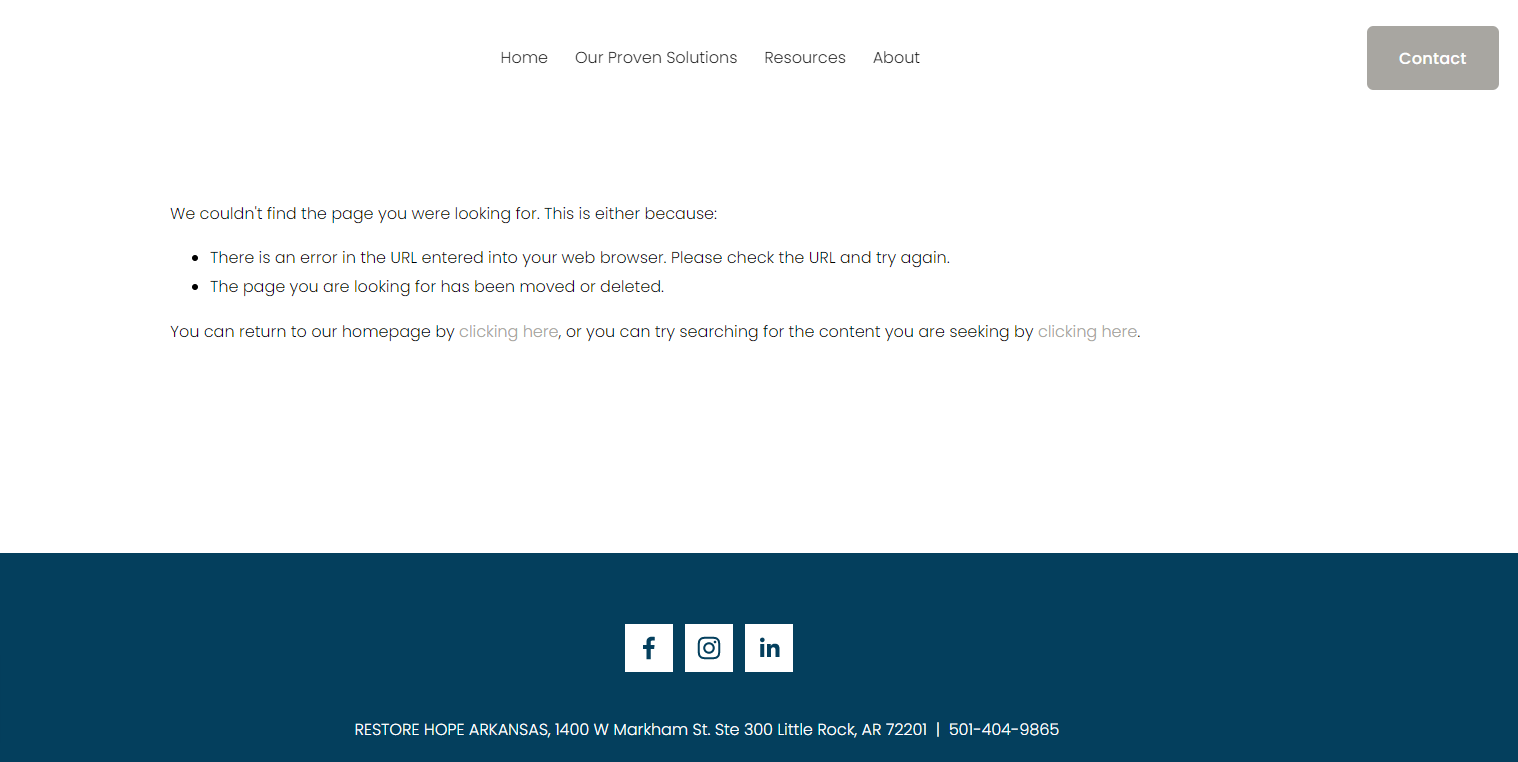 Home Our Proven Solutions Resources About Contact
We couldn't find the page you were looking for. This is either because:
There is an error in the URL entered into your web browser. Please check the URL and try again.
The page you are looking for has been moved or deleted.
You can return to our homepage by clicking here, or you can try searching for the content you are seeking by clicking here.
RESTORE HOPE ARKANSAS, 1400 W Markham St. Ste 300 Little Rock, AR 72201 | 501-404-9865